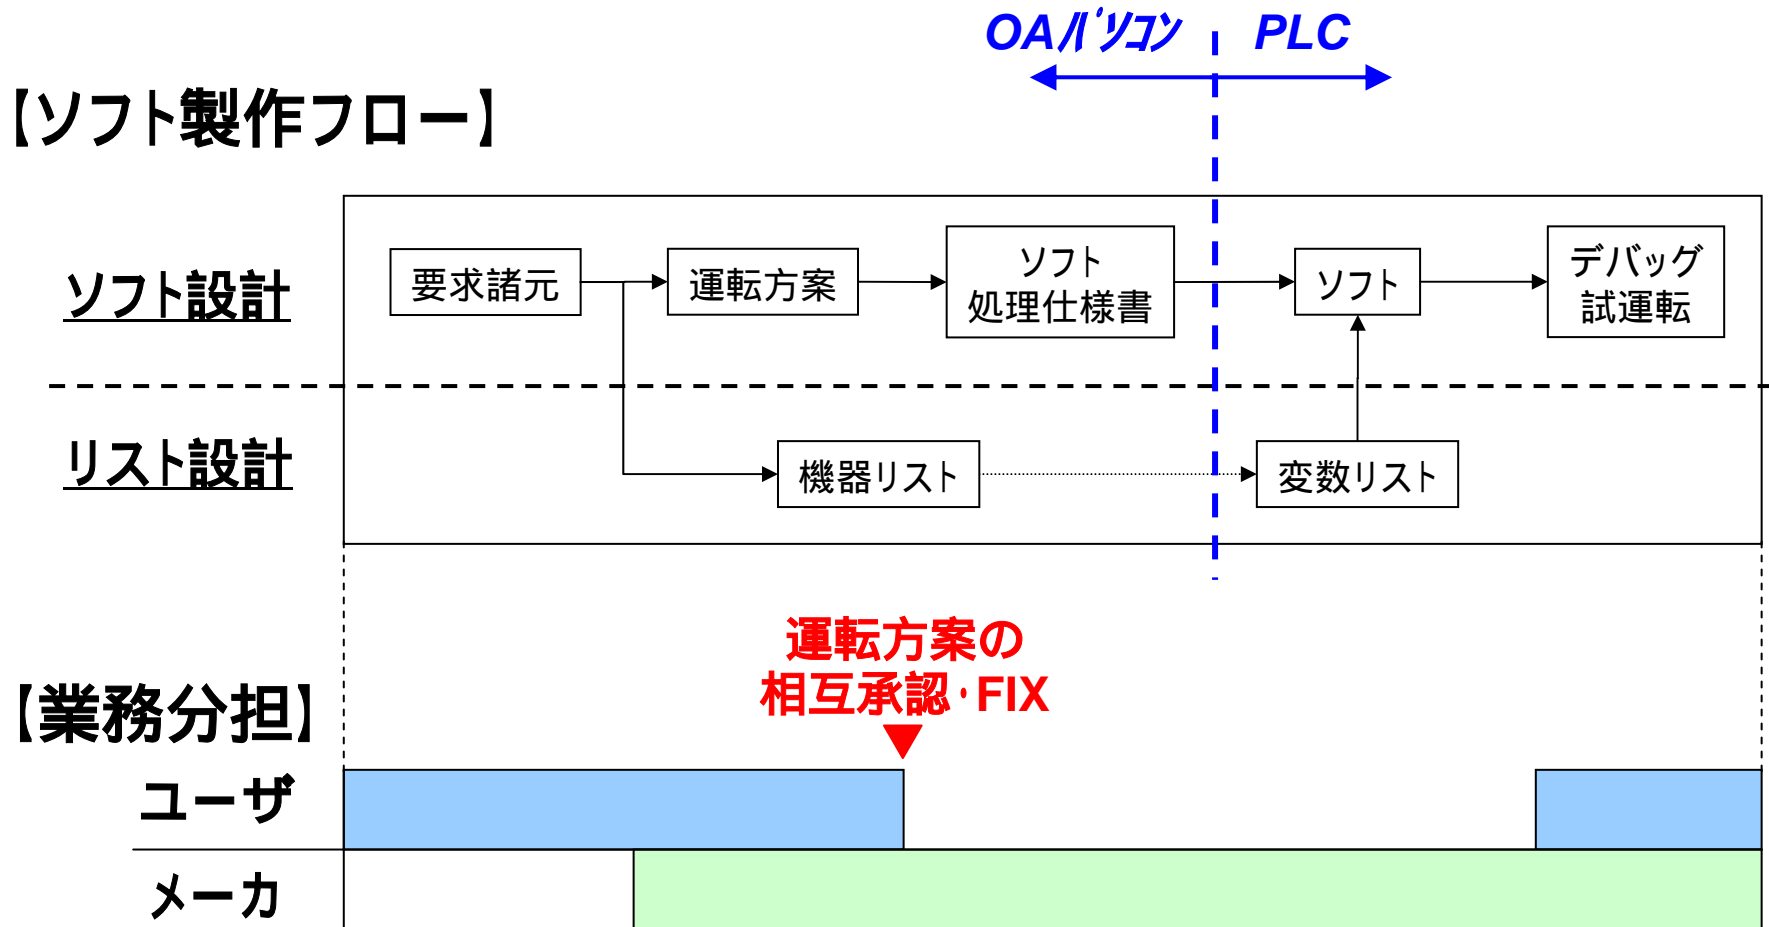 OAパソコン PLC
【ソフト製作フロー】
ソフト設計
要求諸元
運転方案
ソフト
処理仕様書
ソフト
デバッグ
試運転
リスト設計
機器リスト
変数リスト
運転方案の
相互承認・FIX
【業務分担】
ユーザ
メーカ